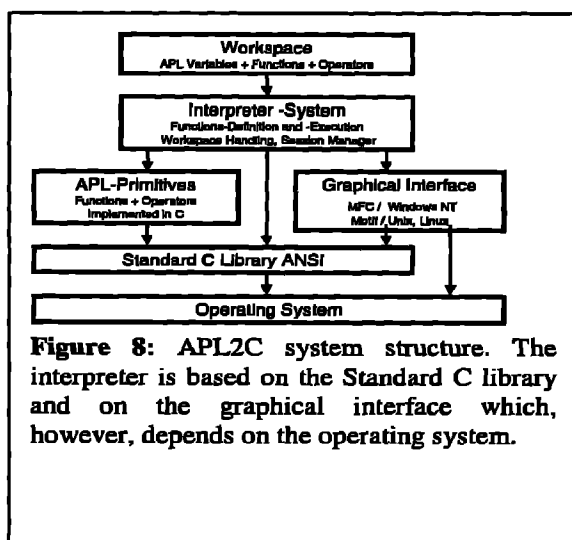 Workspace
APL Variables + Functions + Operators
Interpreter -System
Functions-Definition and -Execution
Workspace Handling, Session Manager
APL-Primitives
Functions + Operators
Implemented in C
Graphical Interface
MFC / Windows NT
Motif / Unix, Linux
Standard C Library ANSI
Operating System
Figure 8: APL2C system structure. The
interpreter is based on the Standard C library
and on the graphical interface which,
however, depends on the operating system.